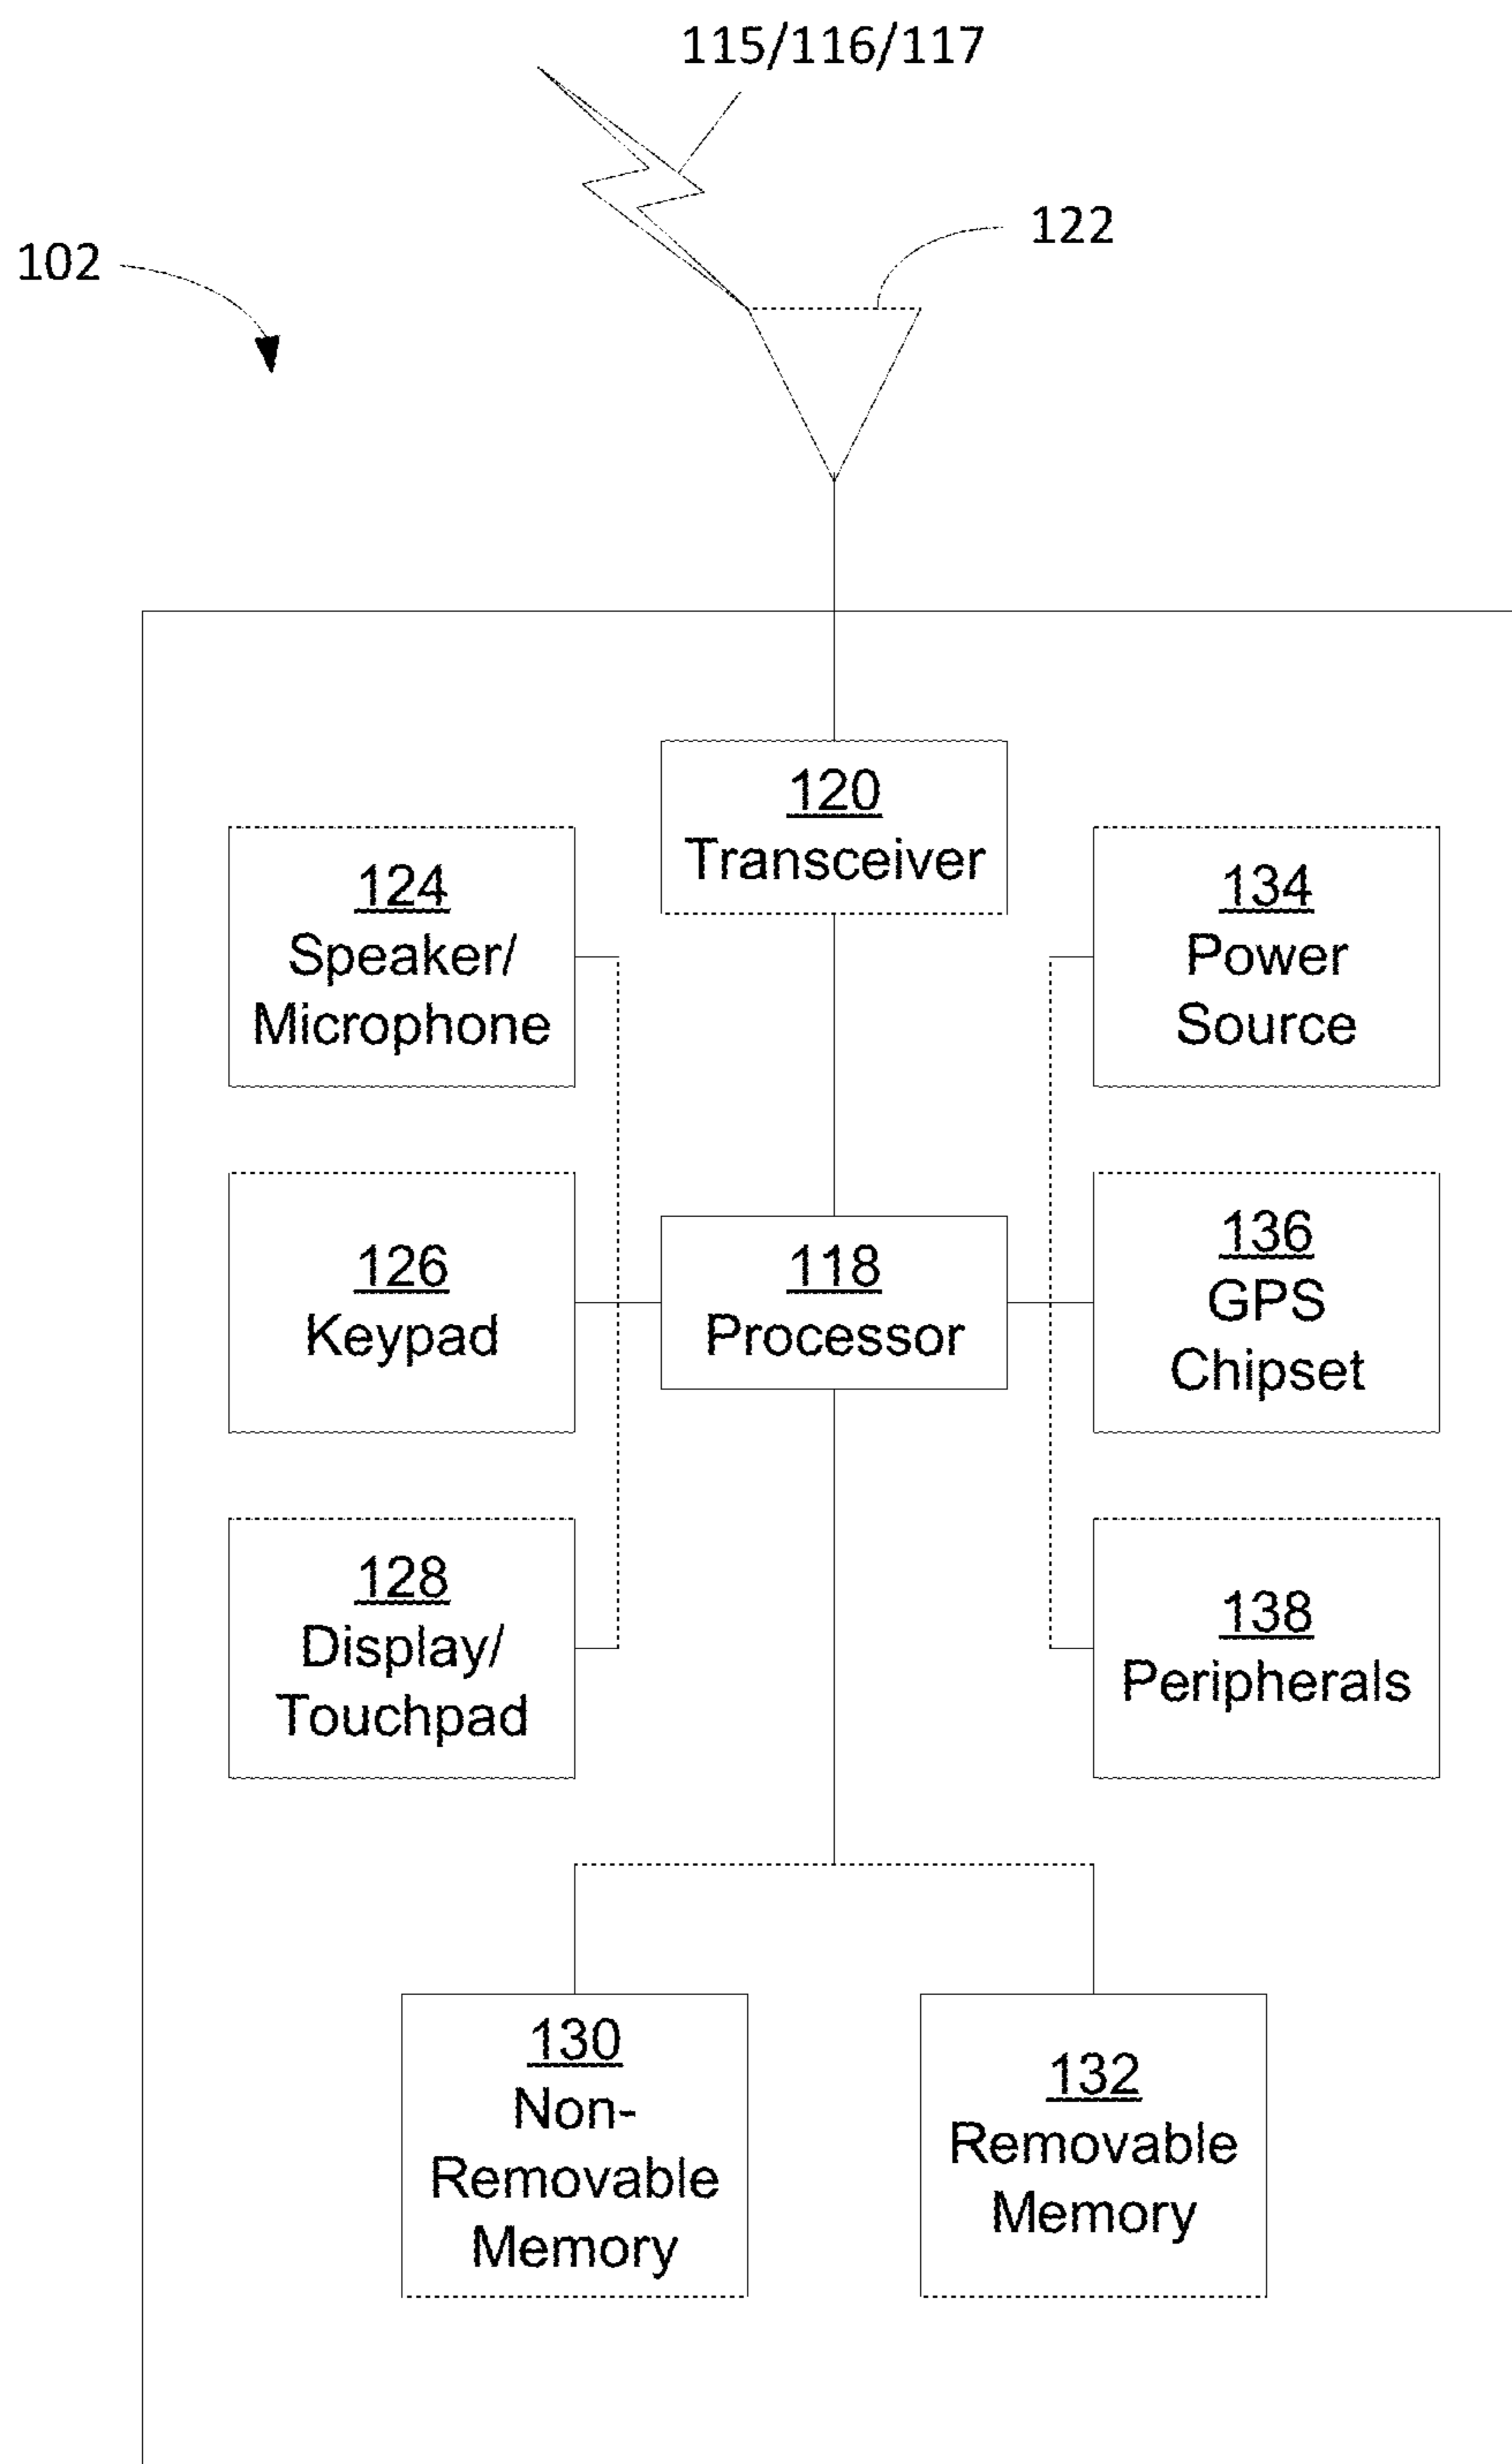 115/116/117
122
102
120
Transceiver
124
Speaker/
Microphone
134
Power
Source
126
Keypad
118
Processor
136
GPS
Chipset
128
Display/
Touchpad
138
Peripherals
130
Non-
Removable
Memory
132
Removable
Memory